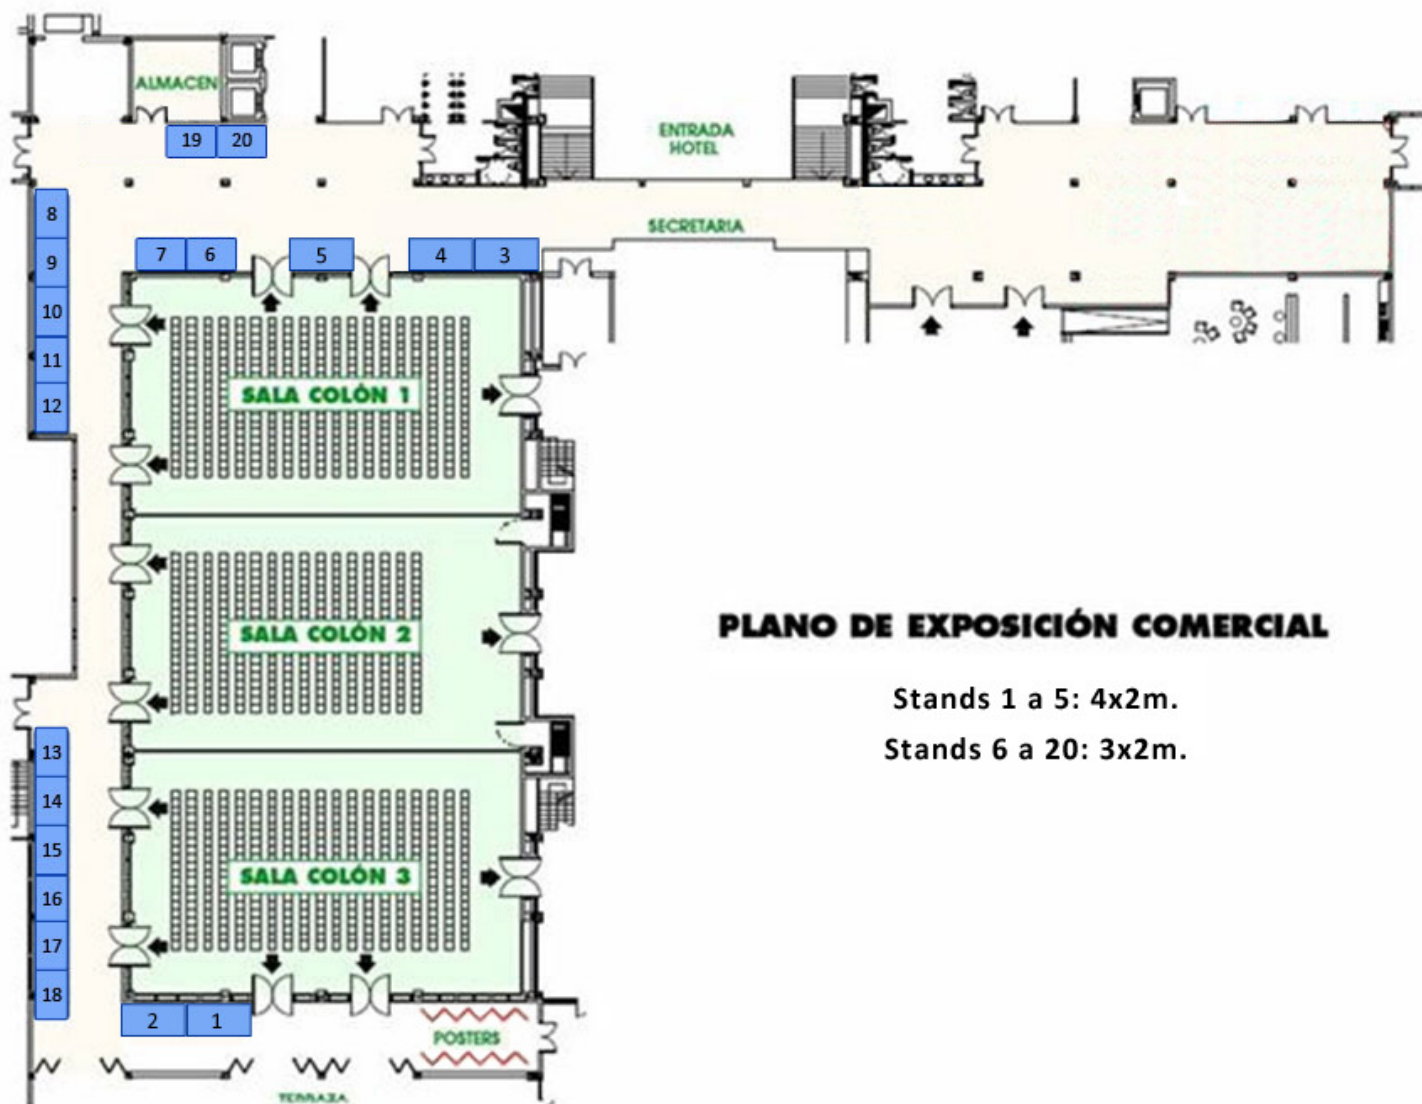 ALMACEN
19 20
ENTRADA
HOTEL
SECRETARIA
8
7 6 5 4 3
9
10
11
12
SALA COLÓN 1
SALA COLÓN 2
PLANO DE EXPOSICIÓN COMERCIAL
Stands 1 a 5: 4x2m.
Stands 6 a 20: 3x2m.
13
14
15
16
17
18
SALA COLÓN 3
2 1
POSTERS
TERRAZA